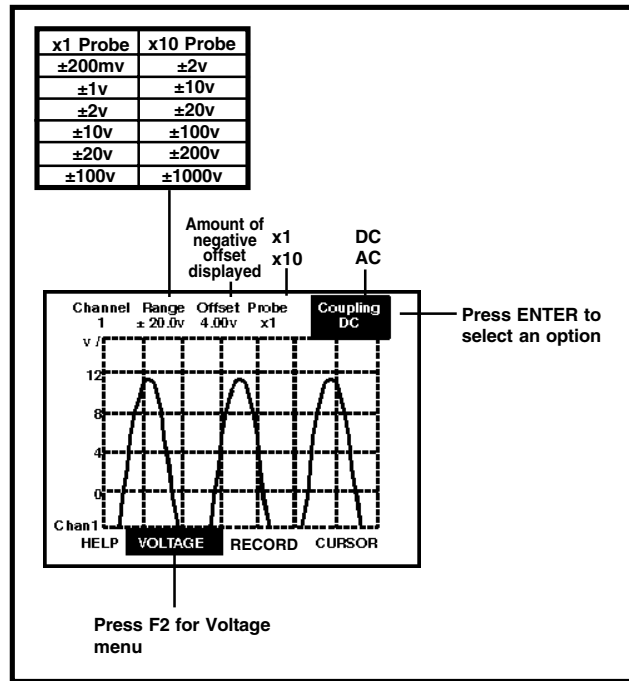 x1 Probe x10 Probe
±200mv ±2v
±1v ±10v
±2v ±20v
±10v ±100v
±20v ±200v
±100v ±1000v
Amount of
negative
offset
displayed
x1
x10
DC
AC
Channel Range Offset Probe Coupling
1 ± 20.0v 4.00v x1 DC
Press ENTER to
select an option
v /
12
8
4
0
Chan1
HELP VOLTAGE RECORD CURSOR
Press F2 for Voltage
menu